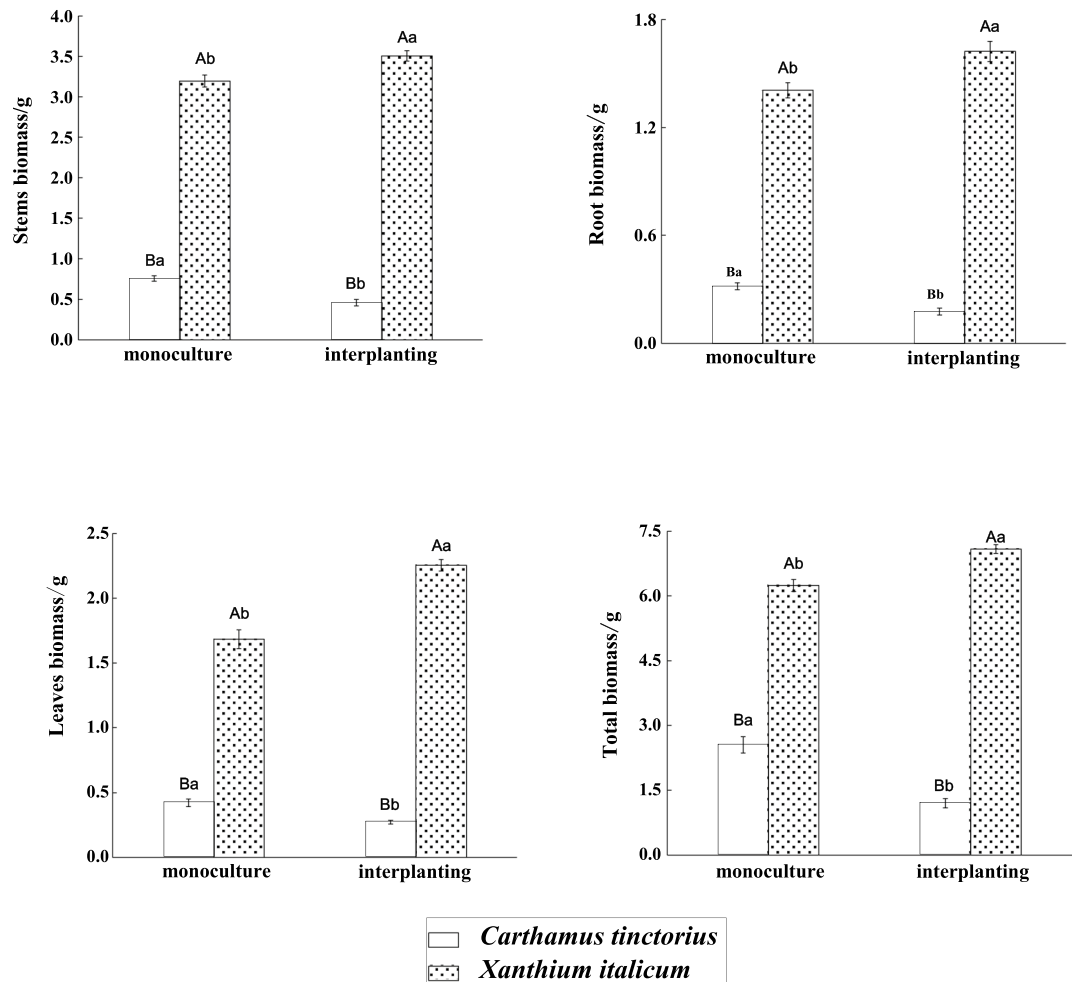 Stems biomass/g
4.0
3.5
3.0
2.5
2.0
1.5
1.0
0.5
0.0
Ba
Ab
Bb
Aa
monoculture
interplanting
Root biomass/g
1.8
1.2
0.6
0.0
Ba
Ab
Bb
Aa
monoculture
interplanting
Leaves biomass/g
2.5
2.0
1.5
1.0
0.5
0.0
Ba
Ab
Bb
Aa
monoculture
interplanting
Total biomass/g
7.5
6.0
4.5
3.0
1.5
0.0
Ba
Ab
Bb
Aa
monoculture
interplanting
Carthamus tinctorius
Xanthium italicum